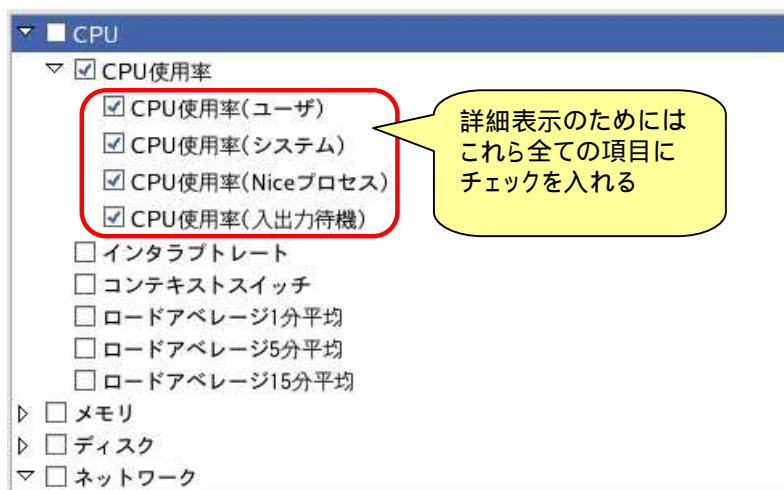 CPU
CPU使用率
CPU使用率(ユーザ)
CPU使用率(システム)
CPU使用率(Niceプロセス)
CPU使用率(入出力待機)
詳細表示のためには
これら全ての項目に
チェックを入れる
インタラプトレート
コンテキストスイッチ
ロードアベレージ1分平均
ロードアベレージ5分平均
ロードアベレージ15分平均
メモリ
ディスク
ネットワーク